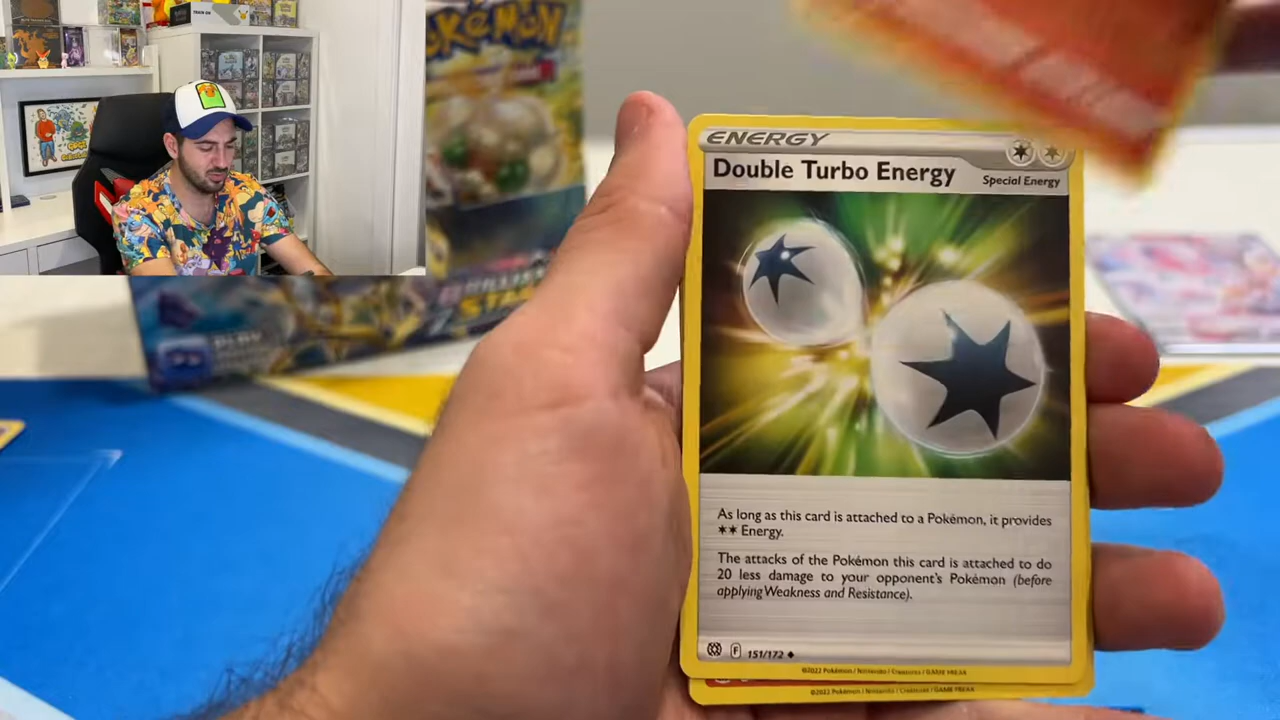 POKÉMON
ENERGY
Double Turbo Energy
Special Energy
As long as this card is attached to a Pokémon, it provides
✶✶ Energy.
The attacks of the Pokémon this card is attached to do
20 less damage to your opponent's Pokémon (before
applying Weakness and Resistance).
F 151/172 ◆
©2022 Pokémon / Nintendo / Creatures / GAME FREAK
©2022 Pokémon / Nintendo / Creatures / GAME FREAK
PLAY